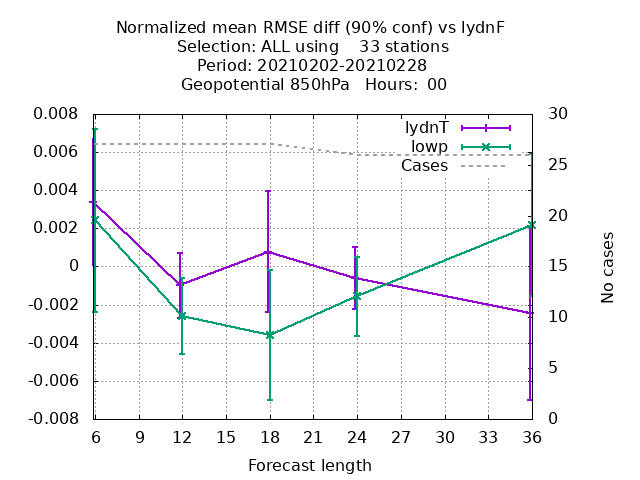 Normalized mean RMSE diff (90% conf) vs lydnF
Selection: ALL using    33 stations
Period: 20210202-20210228
Geopotential 850hPa   Hours:  00
0.008
0.006
0.004
0.002
0
-0.002
-0.004
-0.006
-0.008
30
25
20
15
10
5
0
lydnT
lowp
Cases
No cases
6 9 12 15 18 21 24 27 30 33 36
Forecast length